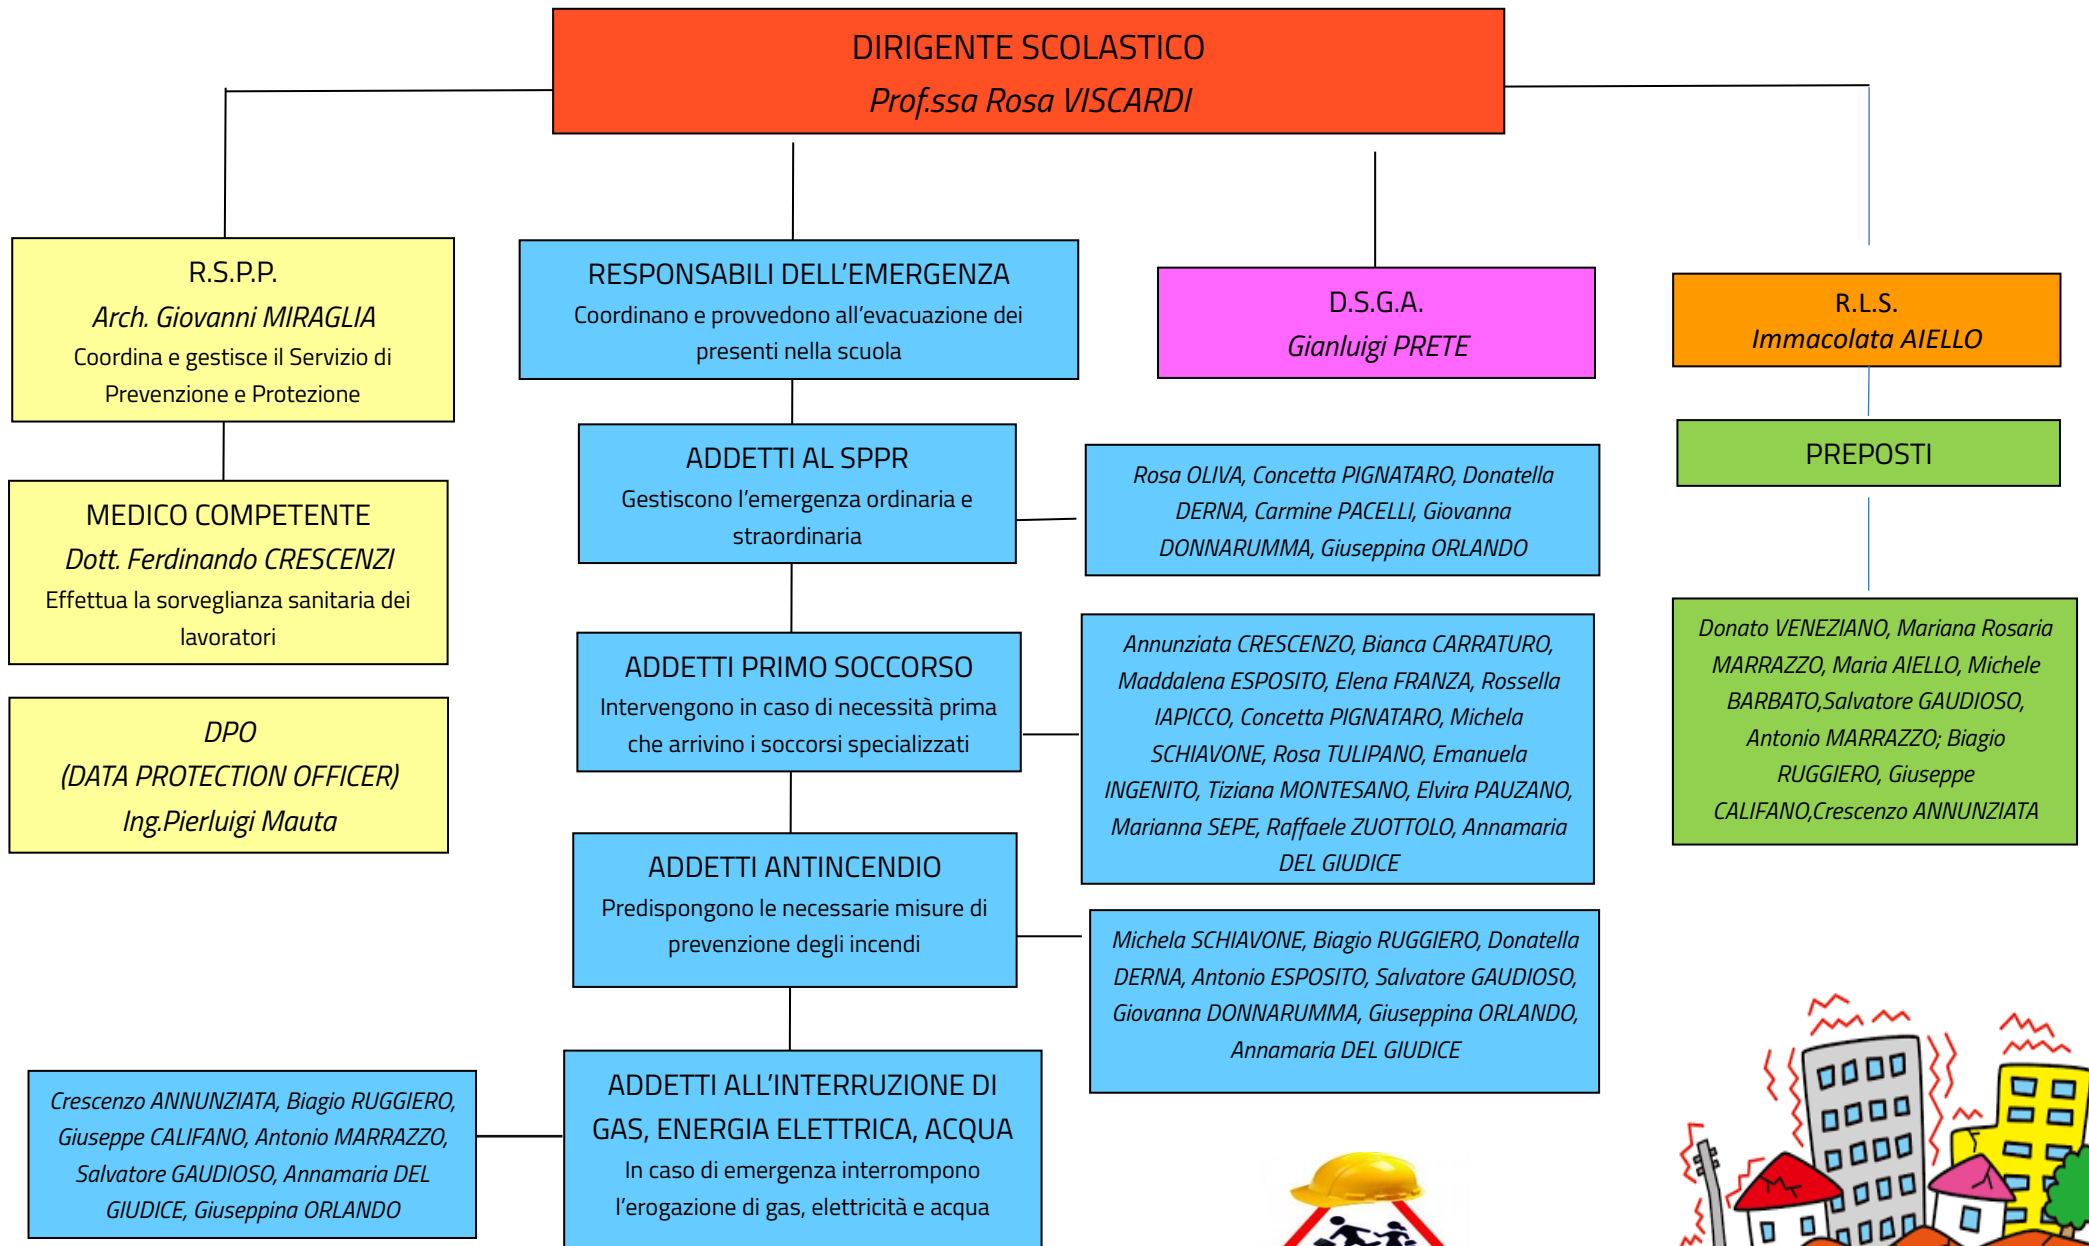 DIRIGENTE SCOLASTICO
Prof.ssa Rosa VISCARDI
R.S.P.P.
Arch. Giovanni MIRAGLIA
Coordina e gestisce il Servizio di
Prevenzione e Protezione
MEDICO COMPETENTE
Dott. Ferdinando CRESCENZI
Effettua la sorveglianza sanitaria dei
lavoratori
DPO
(DATA PROTECTION OFFICER)
Ing.Pierluigi Mauta
RESPONSABILI DELL’EMERGENZA
Coordinano e provvedono all’evacuazione dei
presenti nella scuola
D.S.G.A.
Gianluigi PRETE
R.L.S.
Immacolata AIELLO
PREPOSTI
Donato VENEZIANO, Mariana Rosaria
MARRAZZO, Maria AIELLO, Michele
BARBATO,Salvatore GAUDIOSO,
Antonio MARRAZZO; Biagio
RUGGIERO, Giuseppe
CALIFANO,Crescenzo ANNUNZIATA
ADDETTI AL SPPR
Gestiscono l’emergenza ordinaria e
straordinaria
Rosa OLIVA, Concetta PIGNATARO, Donatella
DERNA, Carmine PACELLI, Giovanna
DONNARUMMA, Giuseppina ORLANDO
ADDETTI PRIMO SOCCORSO
Intervengono in caso di necessità prima
che arrivino i soccorsi specializzati
Annunziata CRESCENZO, Bianca CARRATURO,
Maddalena ESPOSITO, Elena FRANZA, Rossella
IAPICCO, Concetta PIGNATARO, Michela
SCHIAVONE, Rosa TULIPANO, Emanuela
INGENITO, Tiziana MONTESANO, Elvira PAUZANO,
Marianna SEPE, Raffaele ZUOTTOLO, Annamaria
DEL GIUDICE
ADDETTI ANTINCENDIO
Predispongono le necessarie misure di
prevenzione degli incendi
Michela SCHIAVONE, Biagio RUGGIERO, Donatella
DERNA, Antonio ESPOSITO, Salvatore GAUDIOSO,
Giovanna DONNARUMMA, Giuseppina ORLANDO,
Annamaria DEL GIUDICE
ADDETTI ALL’INTERRUZIONE DI
GAS, ENERGIA ELETTRICA, ACQUA
In caso di emergenza interrompono
l’erogazione di gas, elettricità e acqua
Crescenzo ANNUNZIATA, Biagio RUGGIERO,
Giuseppe CALIFANO, Antonio MARRAZZO,
Salvatore GAUDIOSO, Annamaria DEL
GIUDICE, Giuseppina ORLANDO